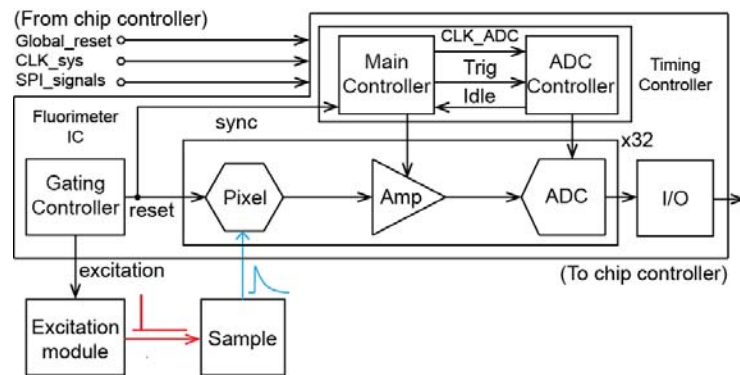 (From chip controller)
Global_reset
CLK_sys
SPI_signals
CLK_ADC
Main
Controller
Trig
Idle
ADC
Controller
Timing
Controller
Fluorimeter
IC
sync
x32
Gating
Controller
reset
Pixel
Amp
ADC
I/O
excitation
(To chip controller)
Excitation
module
Sample